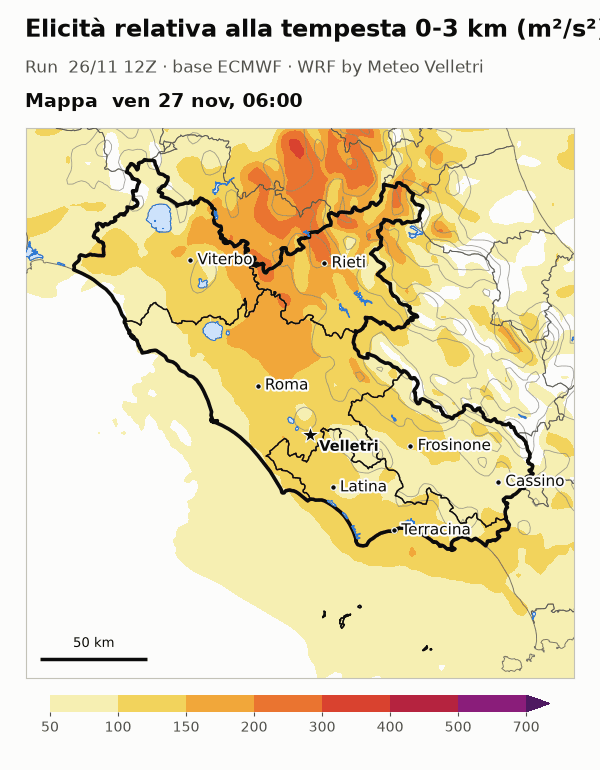 Elicità relativa alla tempesta 0-3 km (m²/s²)
Run 26/11 12Z · base ECMWF · WRF by Meteo Velletri
Mappa ven 27 nov, 06:00
Viterbo
Rieti
Roma
Velletri
Frosinone
Cassino
Latina
Terracina
50 km
50 100 150 200 300 400 500 700